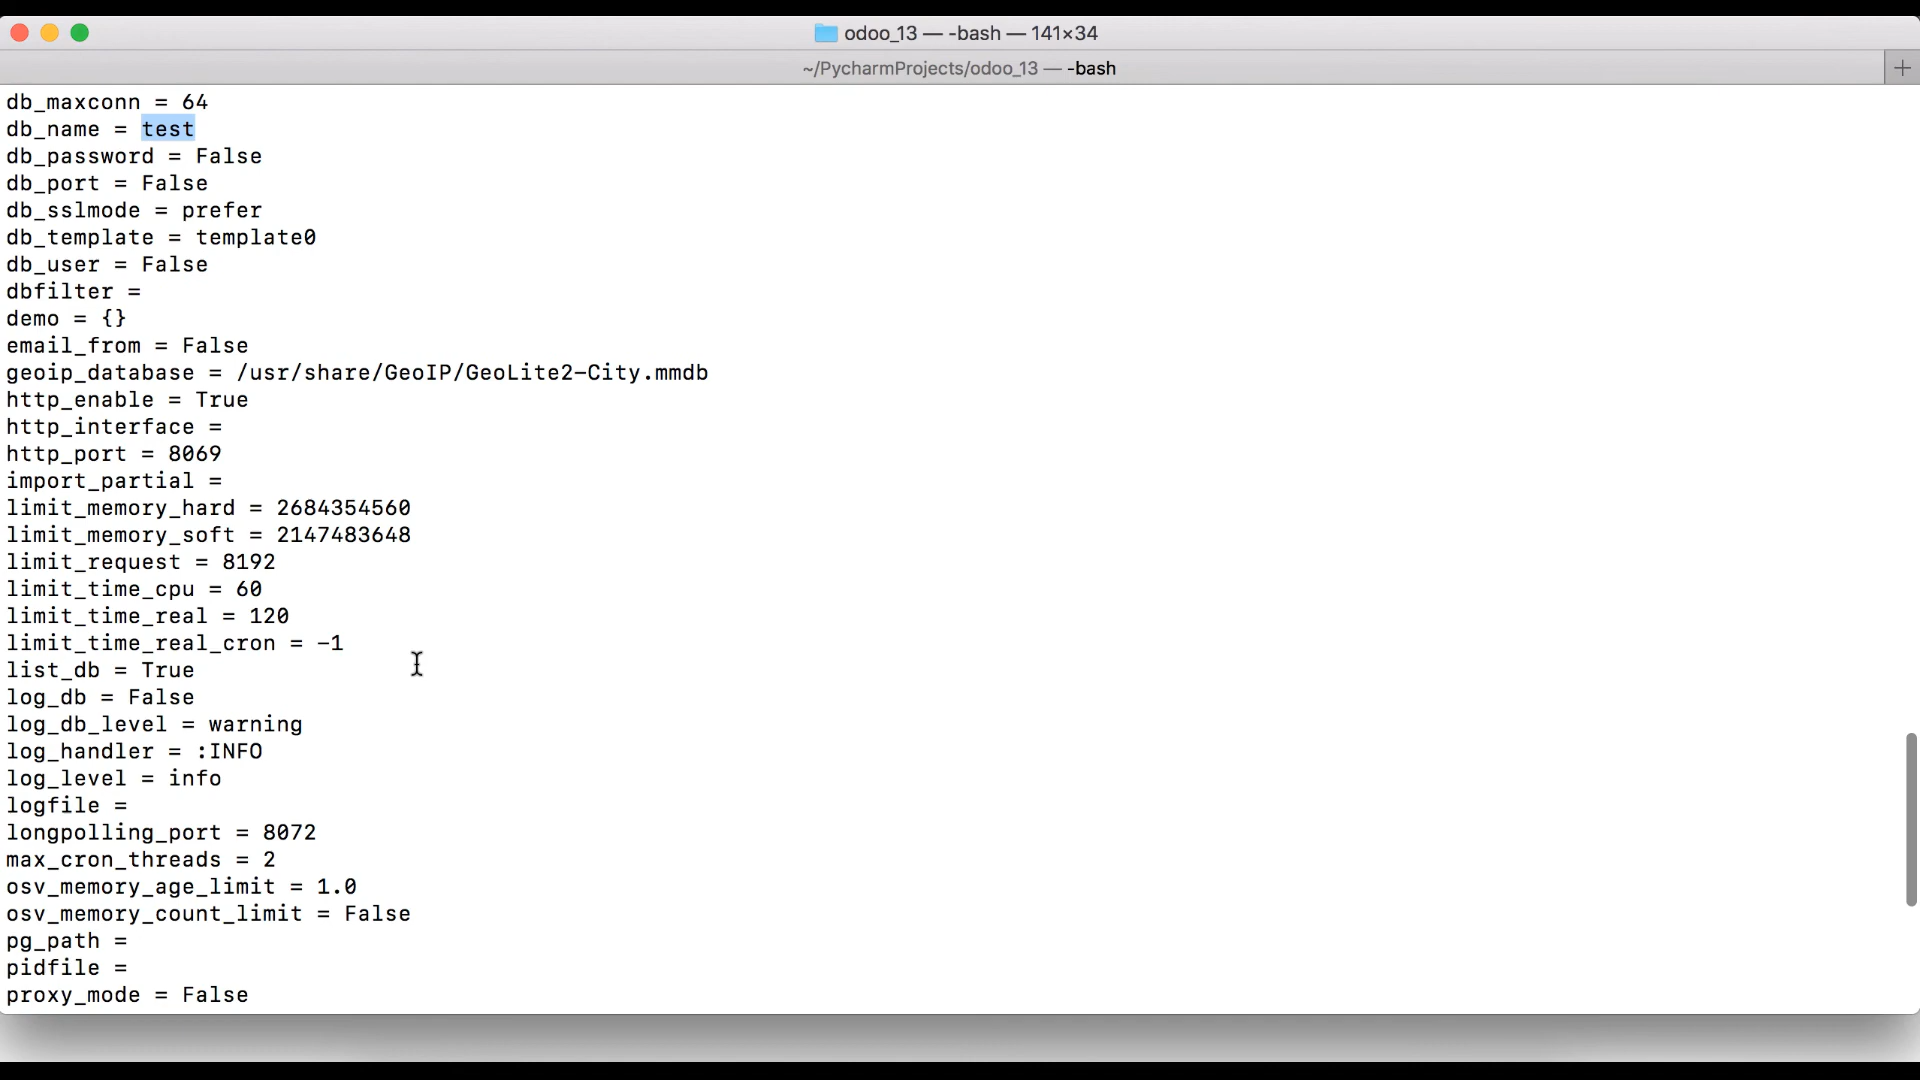 odoo_13 — -bash — 141×34
~/PycharmProjects/odoo_13 — -bash
db_maxconn = 64
db_name = test
db_password = False
db_port = False
db_sslmode = prefer
db_template = template0
db_user = False
dbfilter =
demo = {}
email_from = False
geoip_database = /usr/share/GeoIP/GeoLite2-City.mmdb
http_enable = True
http_interface =
http_port = 8069
import_partial =
limit_memory_hard = 2684354560
limit_memory_soft = 2147483648
limit_request = 8192
limit_time_cpu = 60
limit_time_real = 120
limit_time_real_cron = -1
list_db = True
log_db = False
log_db_level = warning
log_handler = :INFO
log_level = info
logfile =
longpolling_port = 8072
max_cron_threads = 2
osv_memory_age_limit = 1.0
osv_memory_count_limit = False
pg_path =
pidfile =
proxy_mode = False